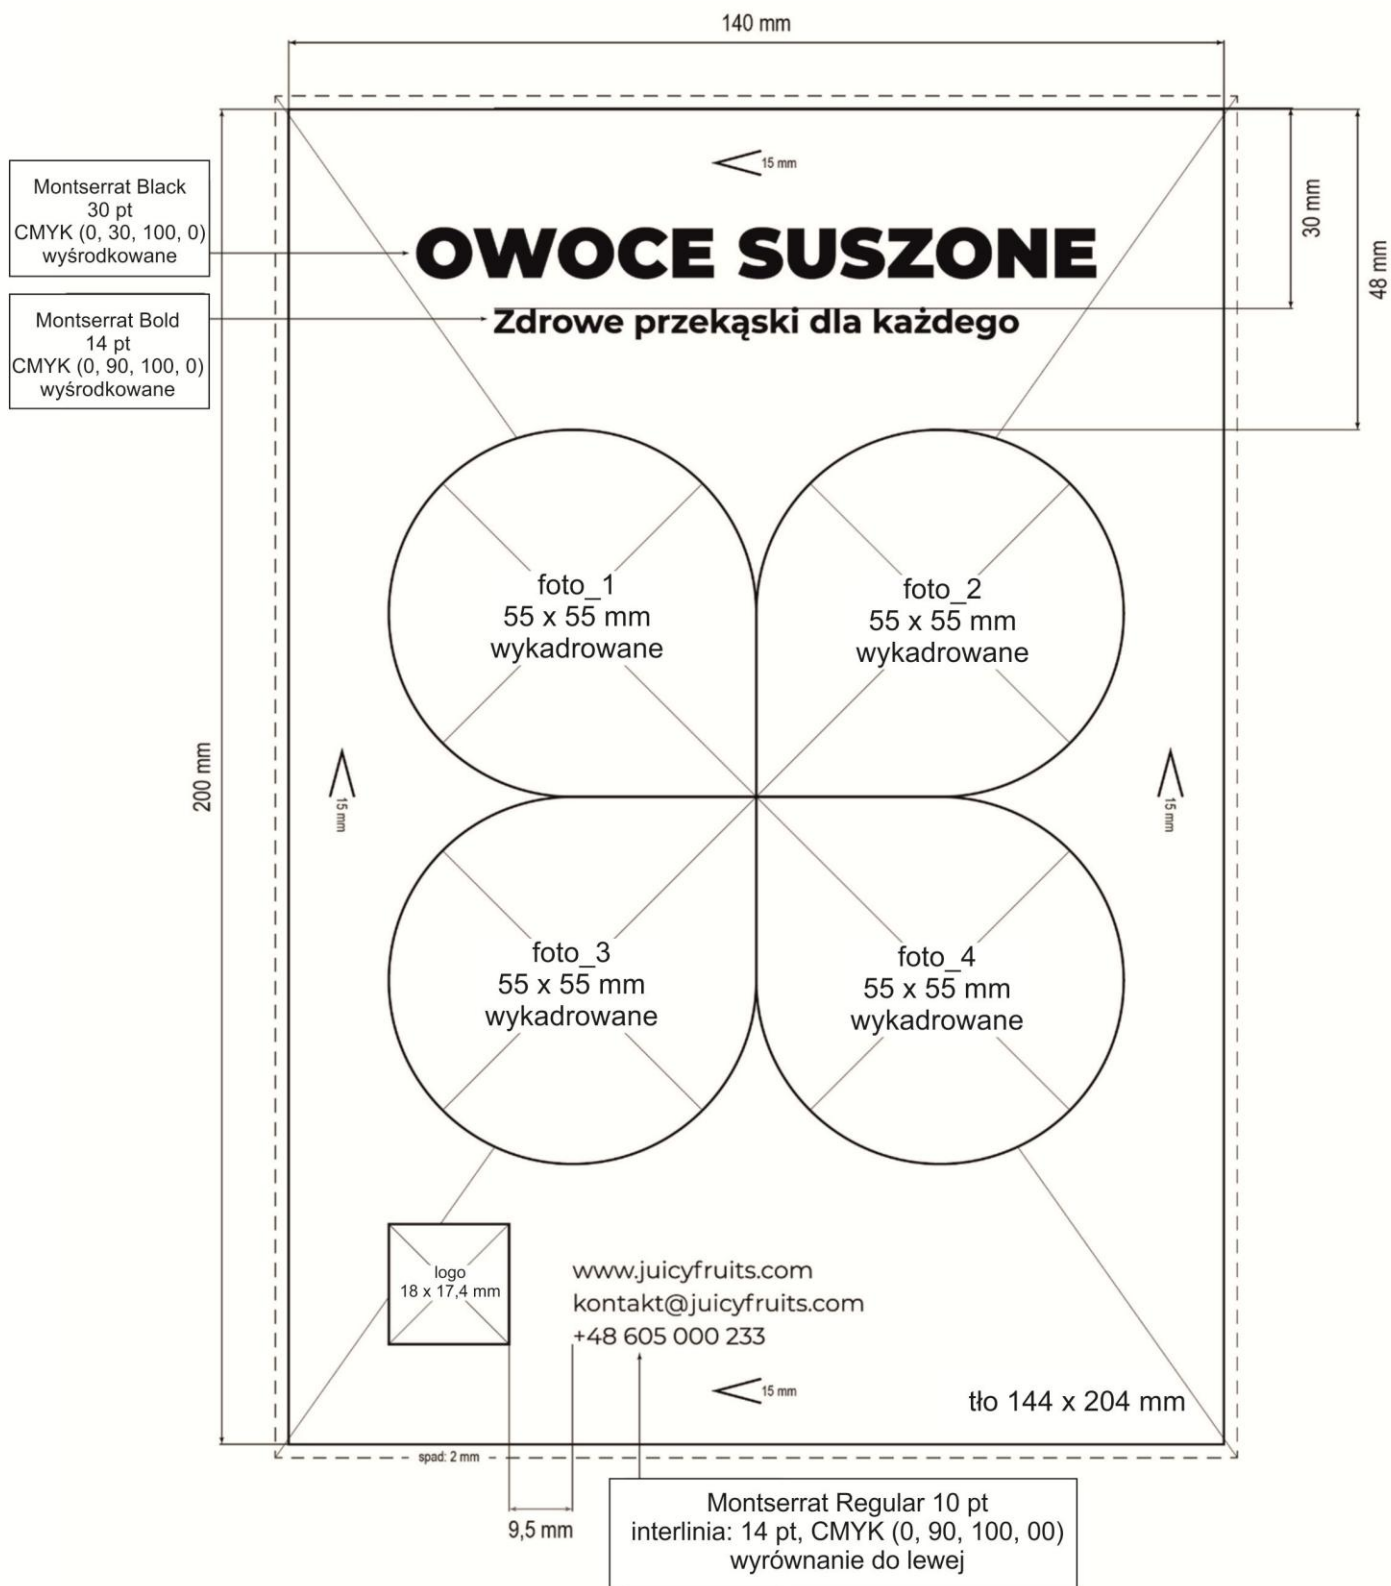 140 mm
15 mm
Montserrat Black
30 pt
CMYK (0, 30, 100, 0)
wyśrodkowane
30 mm
48 mm
OWOCE SUSZONE
Montserrat Bold
14 pt
CMYK (0, 90, 100, 0)
wyśrodkowane
Zdrowe przekąski dla każdego
foto_1
55 x 55 mm
wykadrowane
foto_2
55 x 55 mm
wykadrowane
200 mm
15 mm
15 mm
foto_3
55 x 55 mm
wykadrowane
foto_4
55 x 55 mm
wykadrowane
logo
18 x 17,4 mm
www.juicyfruits.com
kontakt@juicyfruits.com
+48 605 000 233
15 mm
tło 144 x 204 mm
spad: 2 mm
9,5 mm
Montserrat Regular 10 pt
interlinia: 14 pt, CMYK (0, 90, 100, 00)
wyrównanie do lewej